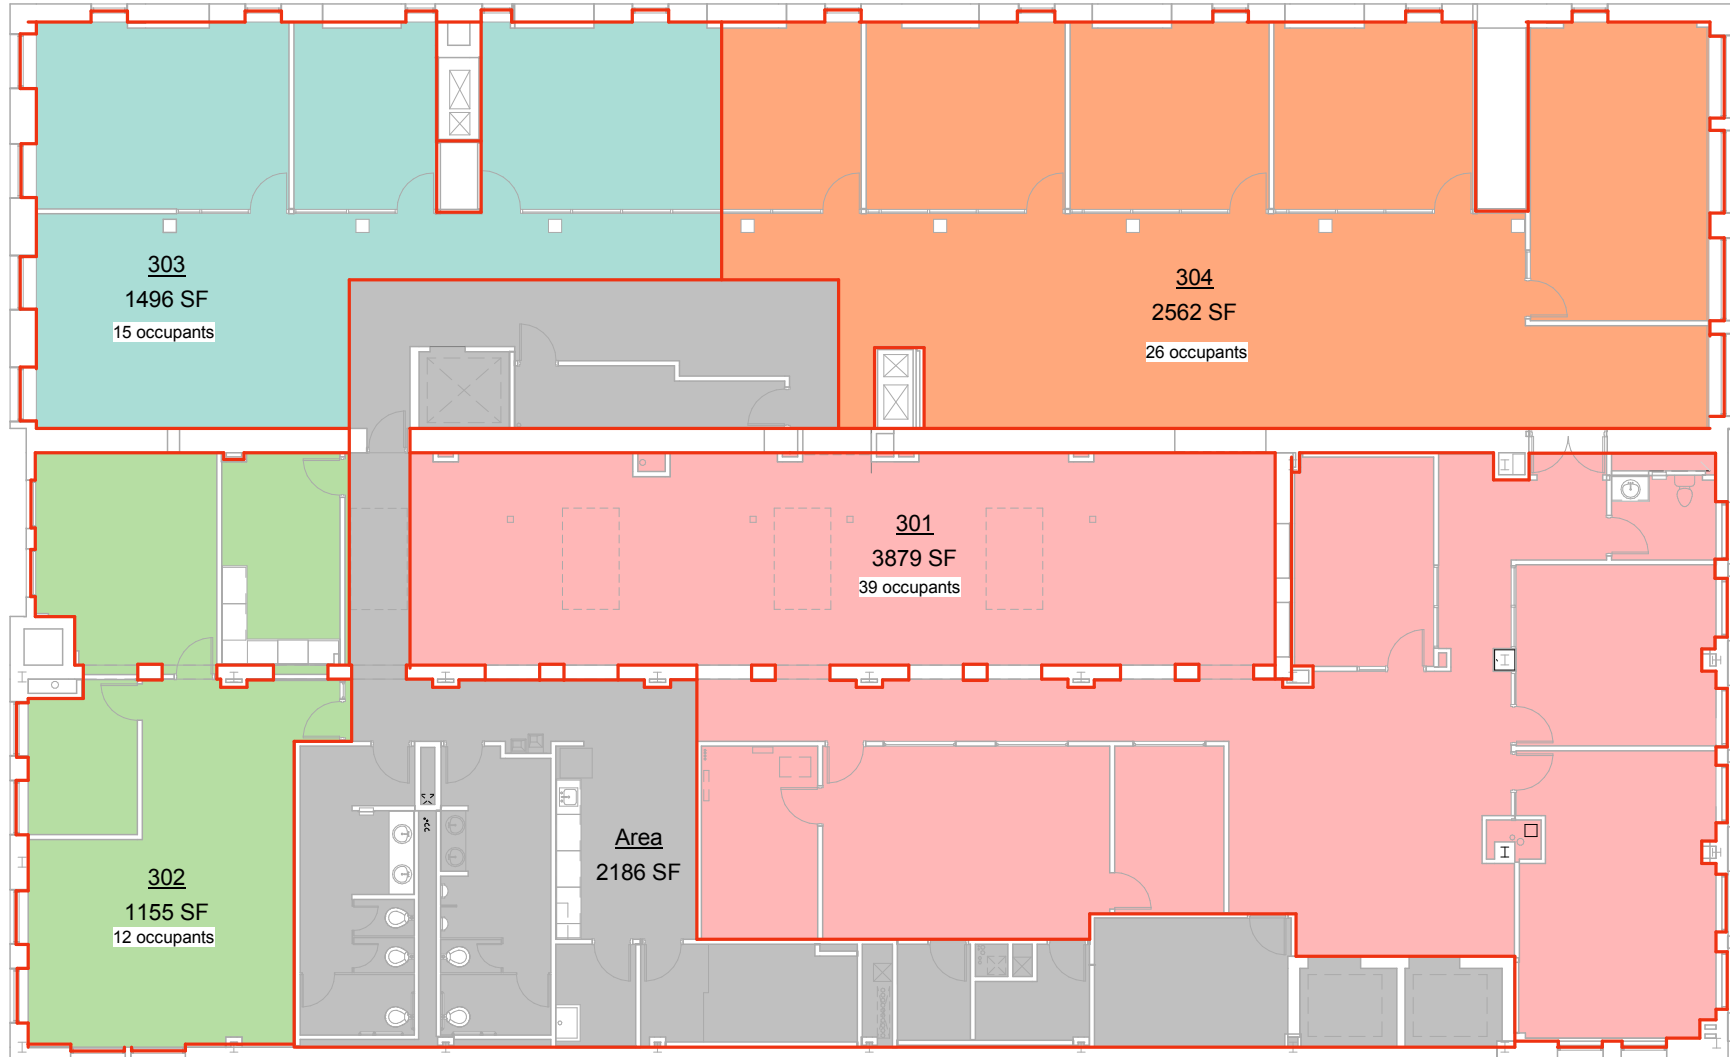 303
1496 SF
15 occupants
304
2562 SF
26 occupants
301
3879 SF
39 occupants
Area
2186 SF
302
1155 SF
12 occupants